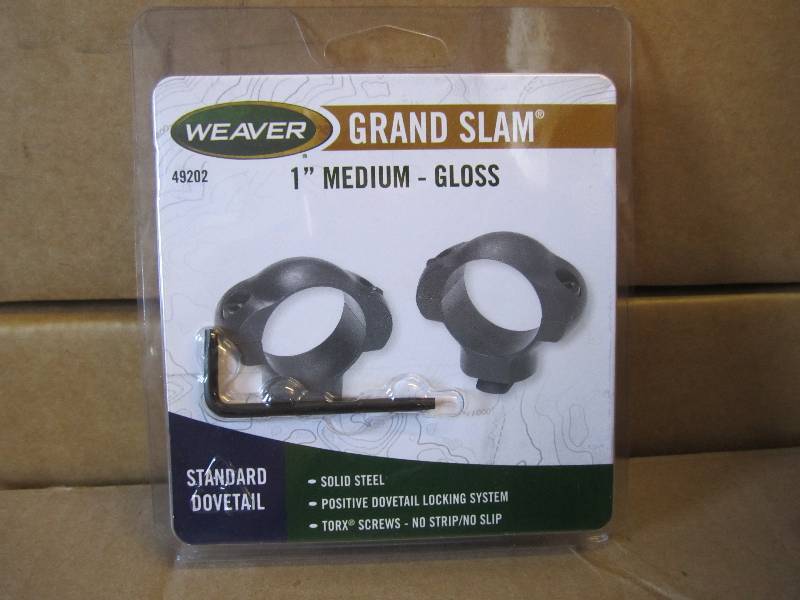 WEAVER®
GRAND SLAM®
49202
1” MEDIUM - GLOSS
STANDARD
DOVETAIL
• SOLID STEEL
• POSITIVE DOVETAIL LOCKING SYSTEM
• TORX® SCREWS - NO STRIP/NO SLIP